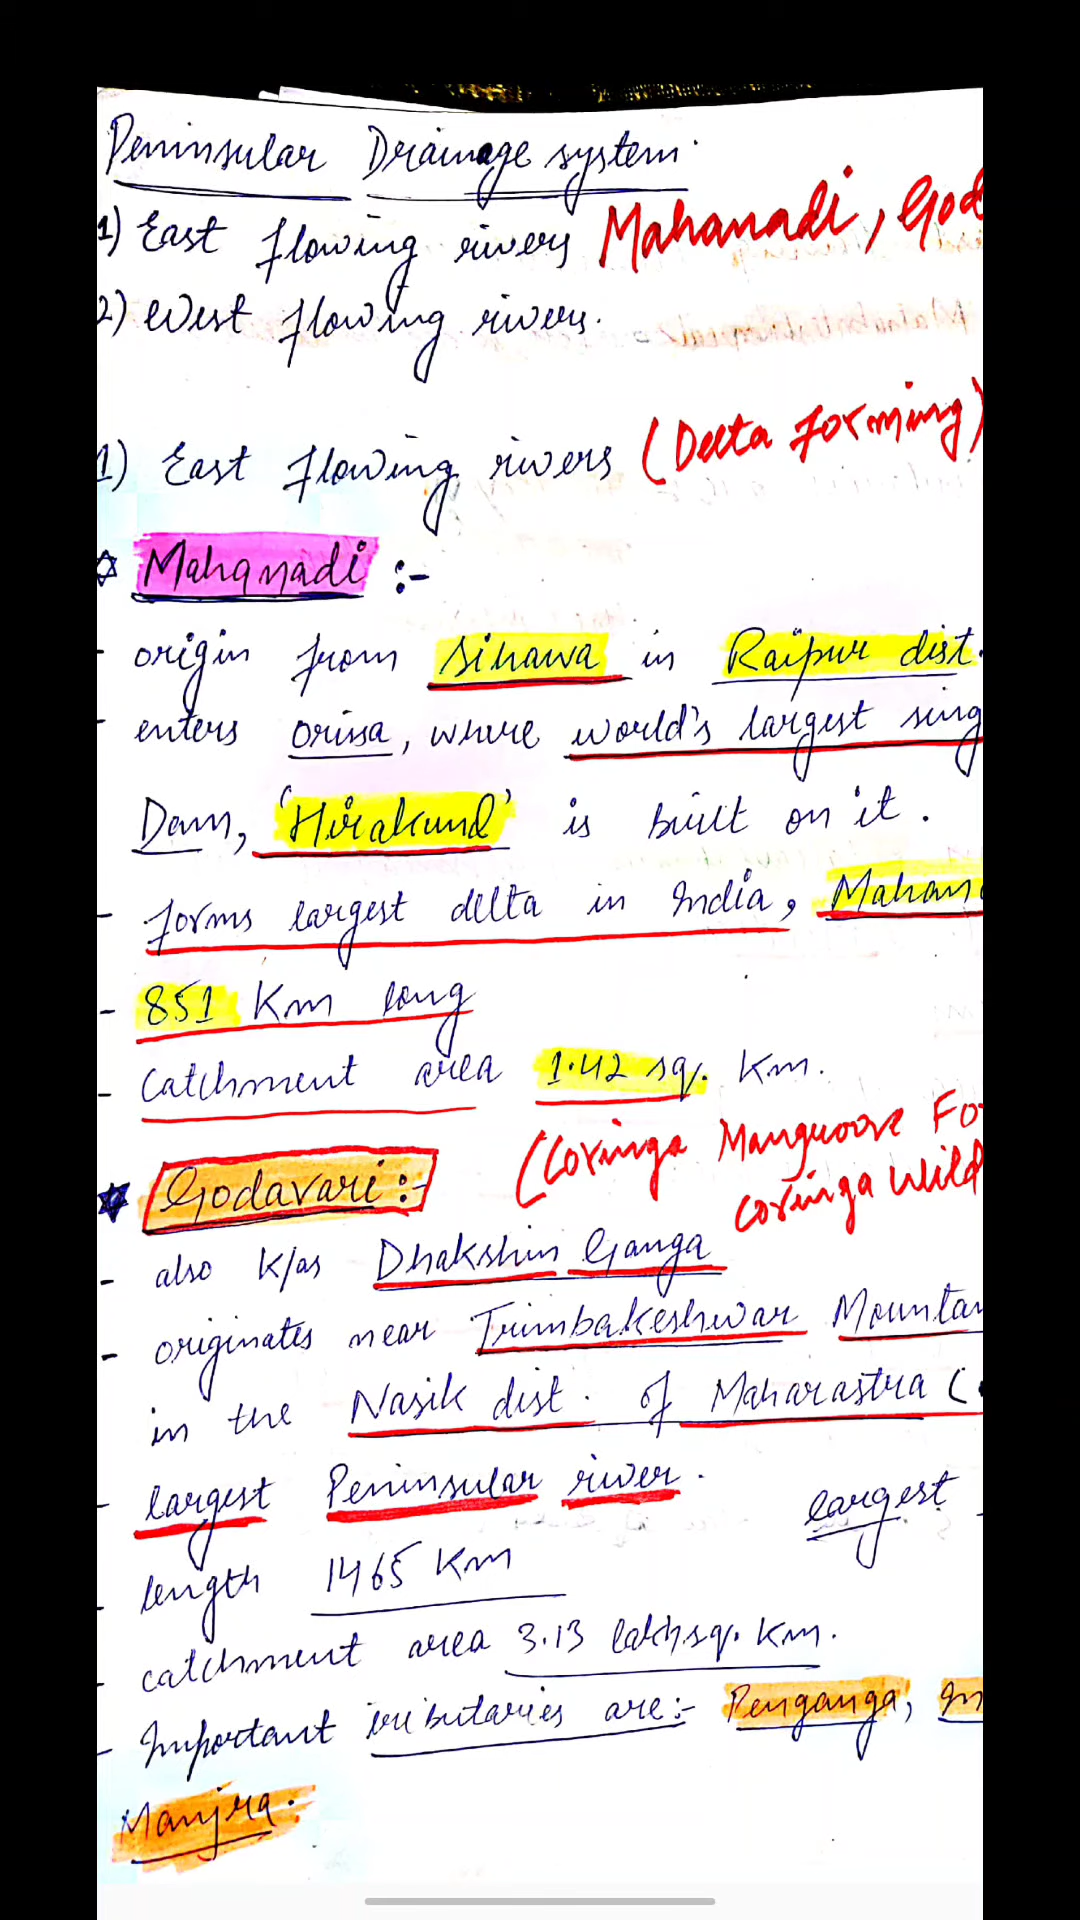 Peninsular Drainage system.
1) East flowing rivers Mahanadi, God
2) West flowing rivers.
1) East flowing rivers (Delta forming)
Mahanadi :-
- origin from Sihawa in Raipur dist.
- enters orissa, where world's largest sing
Dam, 'Hirakund' is built on it.
- forms largest delta in India, Mahan
- 851 Km long
- catchment area 1.42 sq. Km.
Godavari :- (Coringa Mangroove Fo
coringa Wild
- also k/as Dhakshin Ganga
- originates near Trimbakeshwar Mountai
in the Nasik dist. of Maharastra (
- largest Peninsular river. largest
- length 1465 Km
- catchment area 3.13 lakh sq. Km.
- Important tributaries are:- Penganga, In
Manjra.